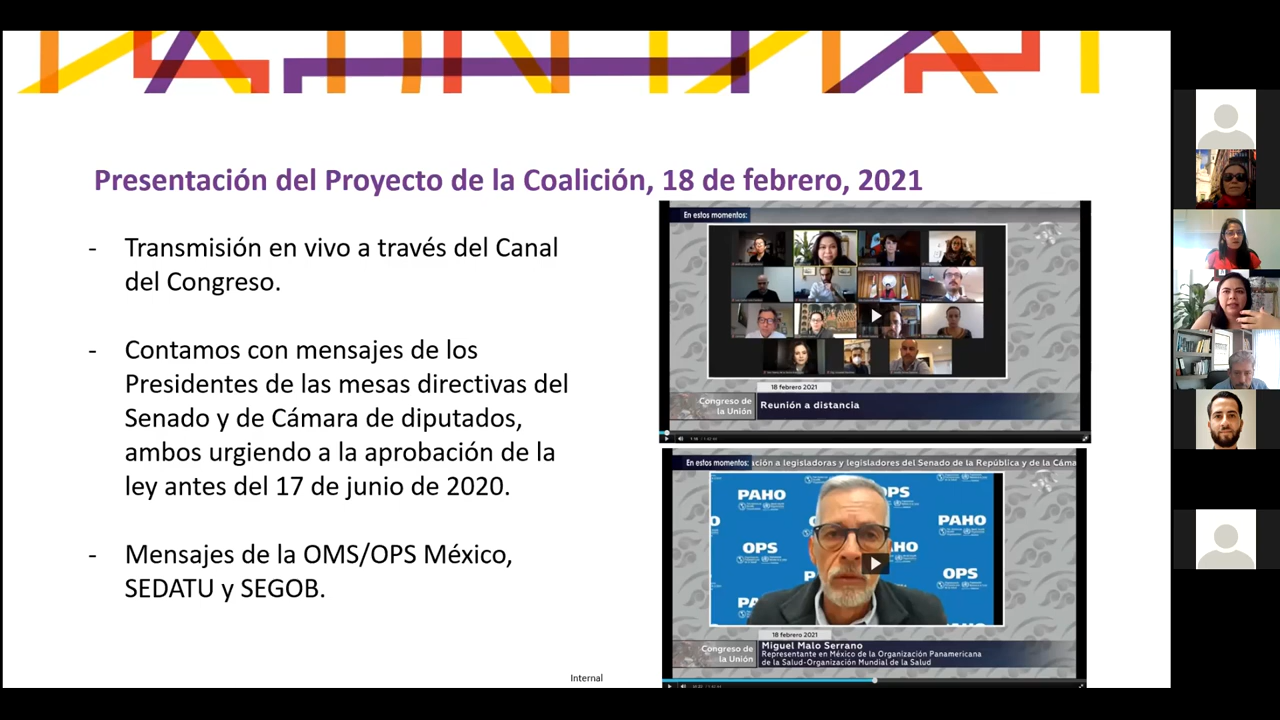 Presentación del Proyecto de la Coalición, 18 de febrero, 2021
- Transmisión en vivo a través del Canal
del Congreso.
- Contamos con mensajes de los
Presidentes de las mesas directivas del
Senado y de Cámara de diputados,
ambos urgiendo a la aprobación de la
ley antes del 17 de junio de 2020.
- Mensajes de la OMS/OPS México,
SEDATU y SEGOB.
En estos momentos:
18 febrero 2021
Congreso de
la Unión
Reunión a distancia
En estos momentos: ación a legisladoras y legisladores del Senado de la República y de la Cáma
PAHO
OPS
PAHO
OPS
OPS
18 febrero 2021
Congreso de
la Unión
Miguel Malo Serrano
Representante en México de la Organización Panamericana
de la Salud-Organización Mundial de la Salud
Internal